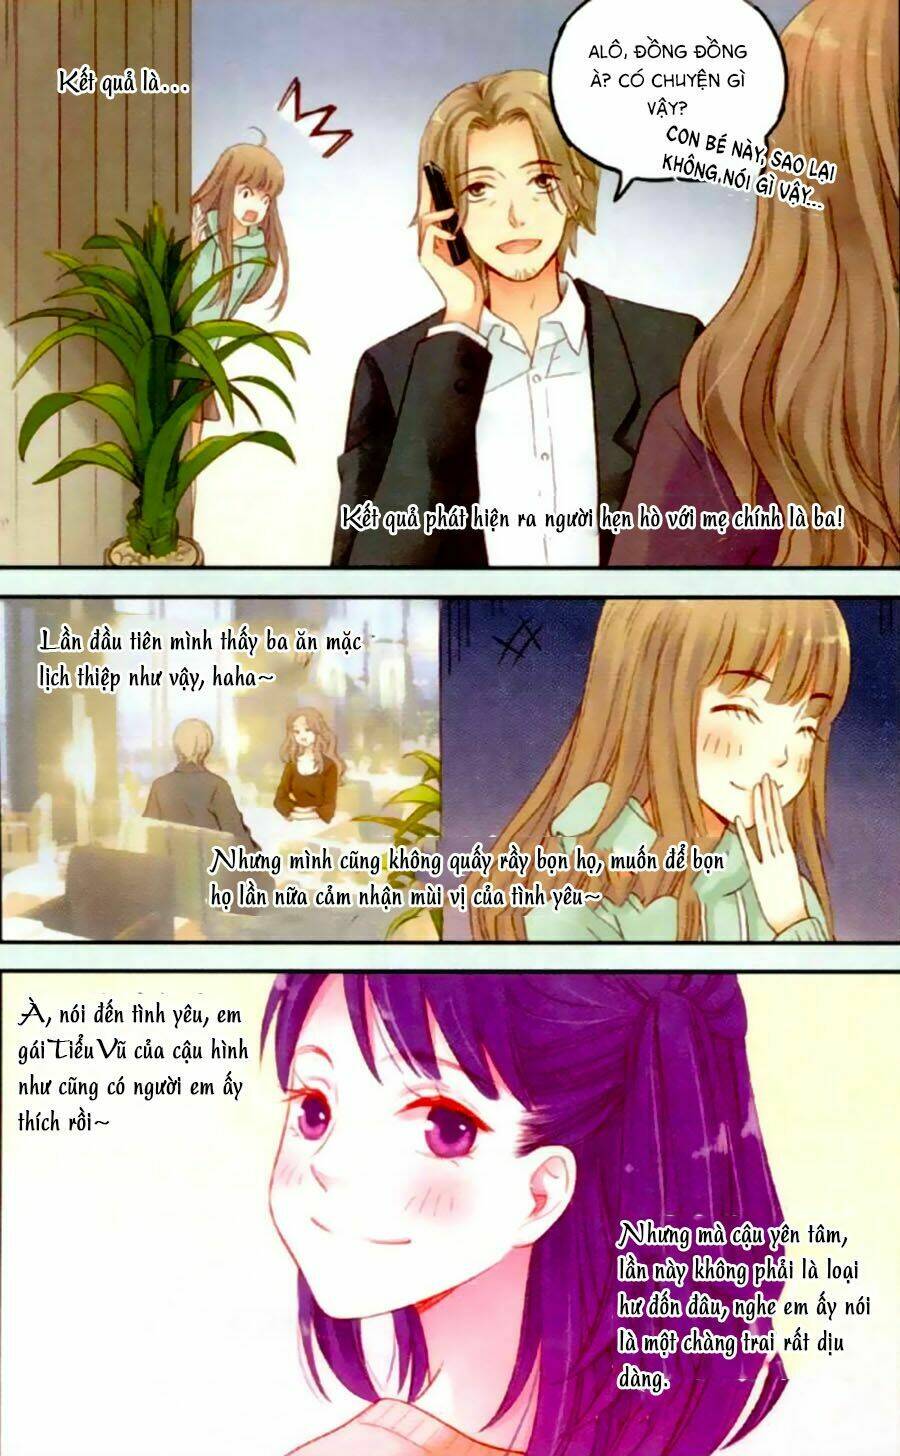 Kết quả là...
ALÔ, ĐỒNG ĐỒNG
À? CÓ CHUYỆN GÌ
VẬY?
CON BÉ NÀY, SAO LẠI
KHÔNG NÓI GÌ VẬY...
Kết quả phát hiện ra người hẹn hò với mẹ chính là ba!
Lần đầu tiên mình thấy ba ăn mặc
lịch thiệp như vậy, haha~
Nhưng mình cũng không quấy rầy bọn họ, muốn để bọn
họ lần nữa cảm nhận mùi vị của tình yêu~
À, nói đến tình yêu, em
gái Tiểu Vũ của cậu hình
như cũng có người em ấy
thích rồi~
Nhưng mà cậu yên tâm,
lần này không phải là loại
hư đốn đâu, nghe em ấy nói
là một chàng trai rất dịu
dàng.